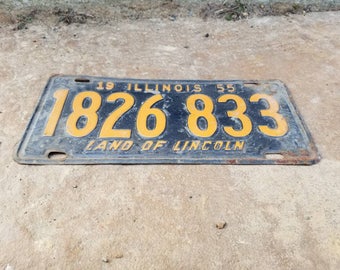 19 ILLINOIS 55
1826 833
LAND OF LINCOLN